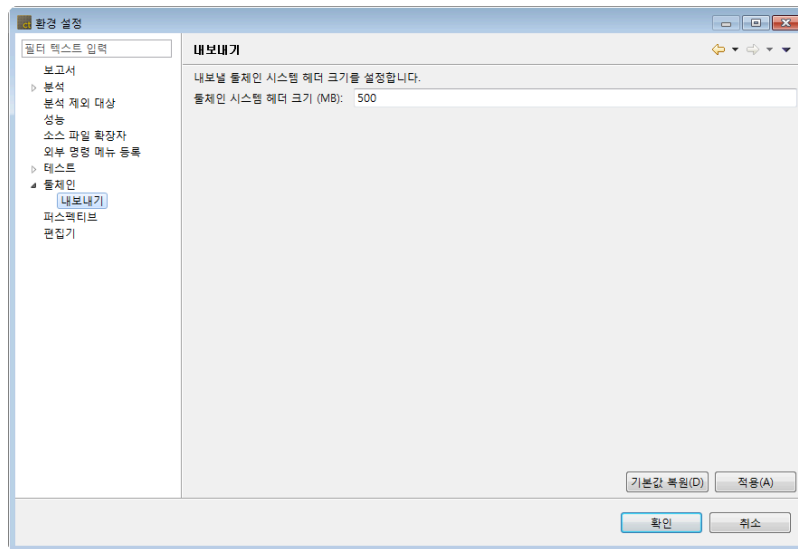 ct 환경 설정
필터 텍스트 입력
보고서
분석
분석 제외 대상
성능
소스 파일 확장자
외부 명령 메뉴 등록
테스트
툴체인
내보내기
퍼스펙티브
편집기
내보내기
내보낼 툴체인 시스템 헤더 크기를 설정합니다.
툴체인 시스템 헤더 크기 (MB): 500
기본값 복원(D) 적용(A)
확인 취소